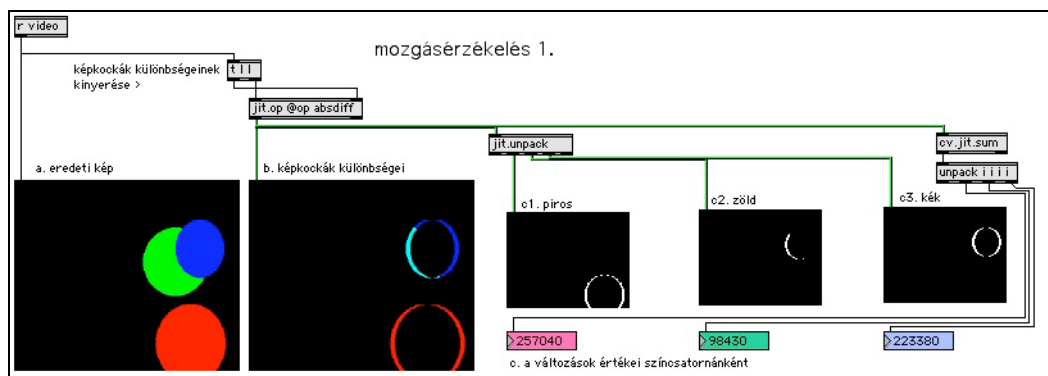 r video
mozgásérzékelés 1.
képkockák különbségeinek
kinyerése >
t l l
jit.op @op absdiff
jit.unpack
cv.jit.sum
unpack i i i i
a. eredeti kép
b. képkockák különbségei
c1. piros
c2. zöld
c3. kék
257040
98430
223380
c. a változások értékei színcsatornánként